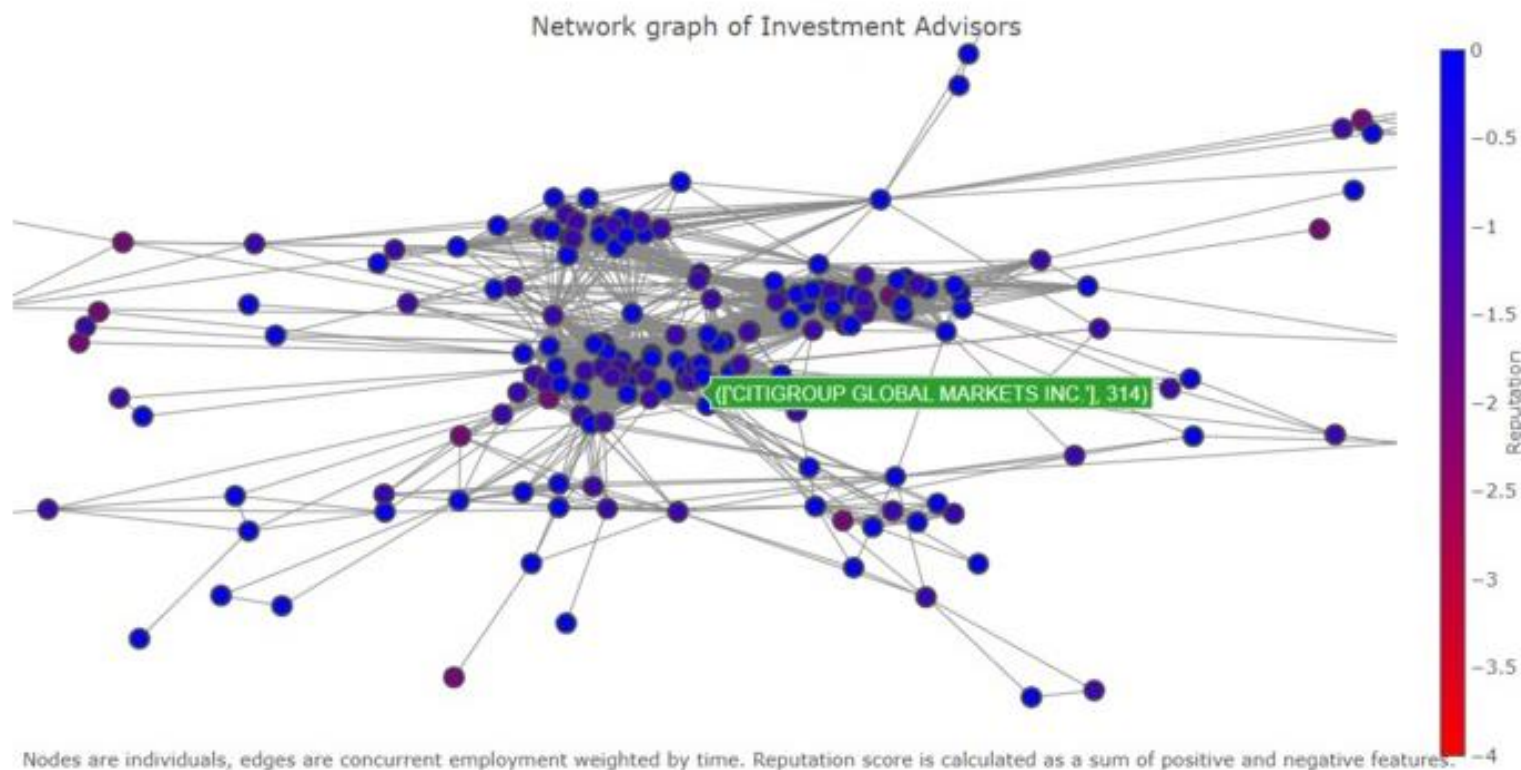 Network graph of Investment Advisors
0
−0.5
−1
−1.5
−2
−2.5
−3
−3.5
−4
Reputation
(['CITIGROUP GLOBAL MARKETS INC.'], 314)
Nodes are individuals, edges are concurrent employment weighted by time. Reputation score is calculated as a sum of positive and negative features.